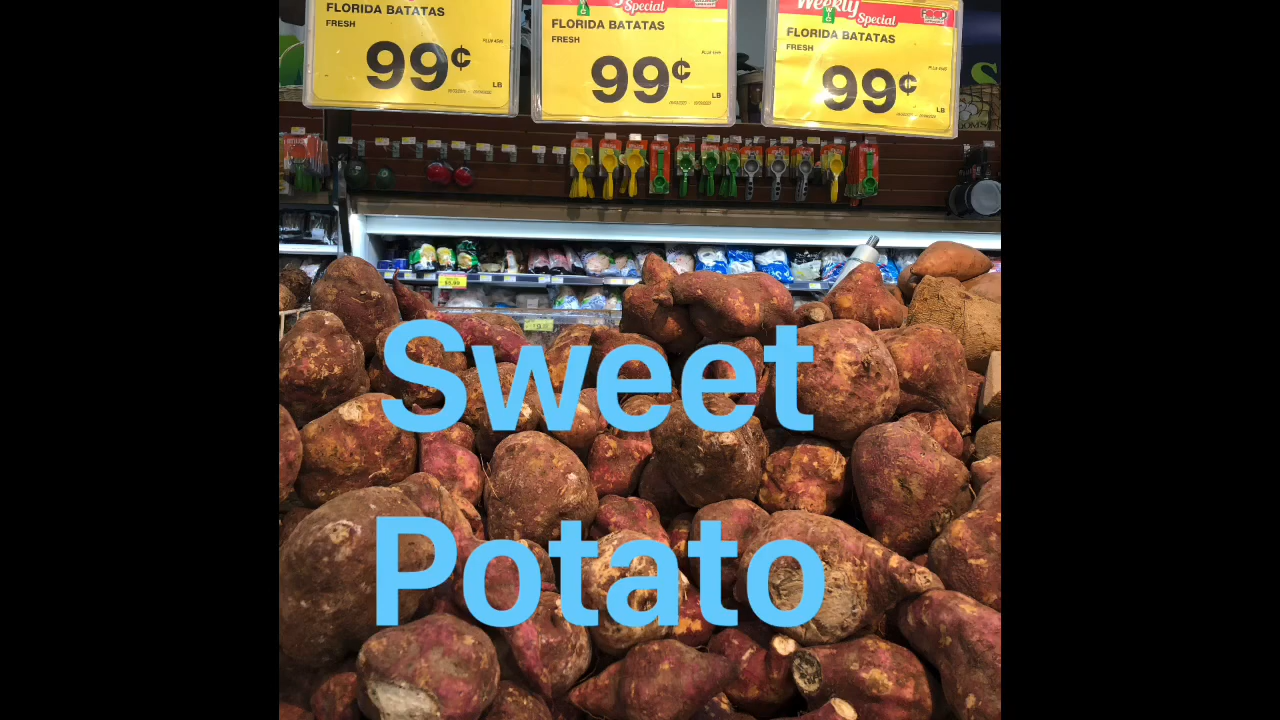 FLORIDA BATATAS
FRESH
99¢
LB
Special
FLORIDA BATATAS
FRESH
99¢
LB
Weekly Special
FLORIDA BATATAS
FRESH
99¢
LB
Sweet
Potato